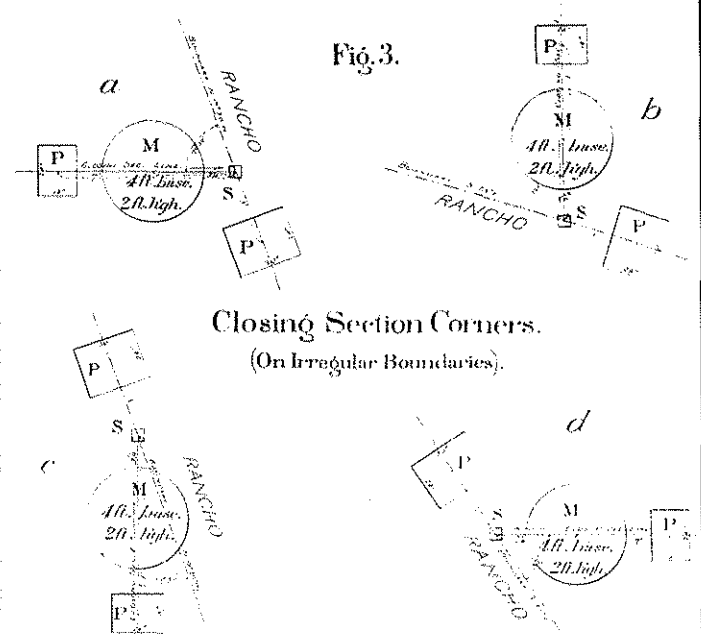 Fig. 3.
a
RANCHO
P
M
4 ft. base.
2 ft. high.
S
P
b
P
M
4 ft. base.
2 ft. high.
RANCHO
S
P
Closing Section Corners.
(On Irregular Boundaries).
c
P
S
RANCHO
M
4 ft. base.
2 ft. high.
P
d
P
M
4 ft. base.
2 ft. high.
P
RANCHO